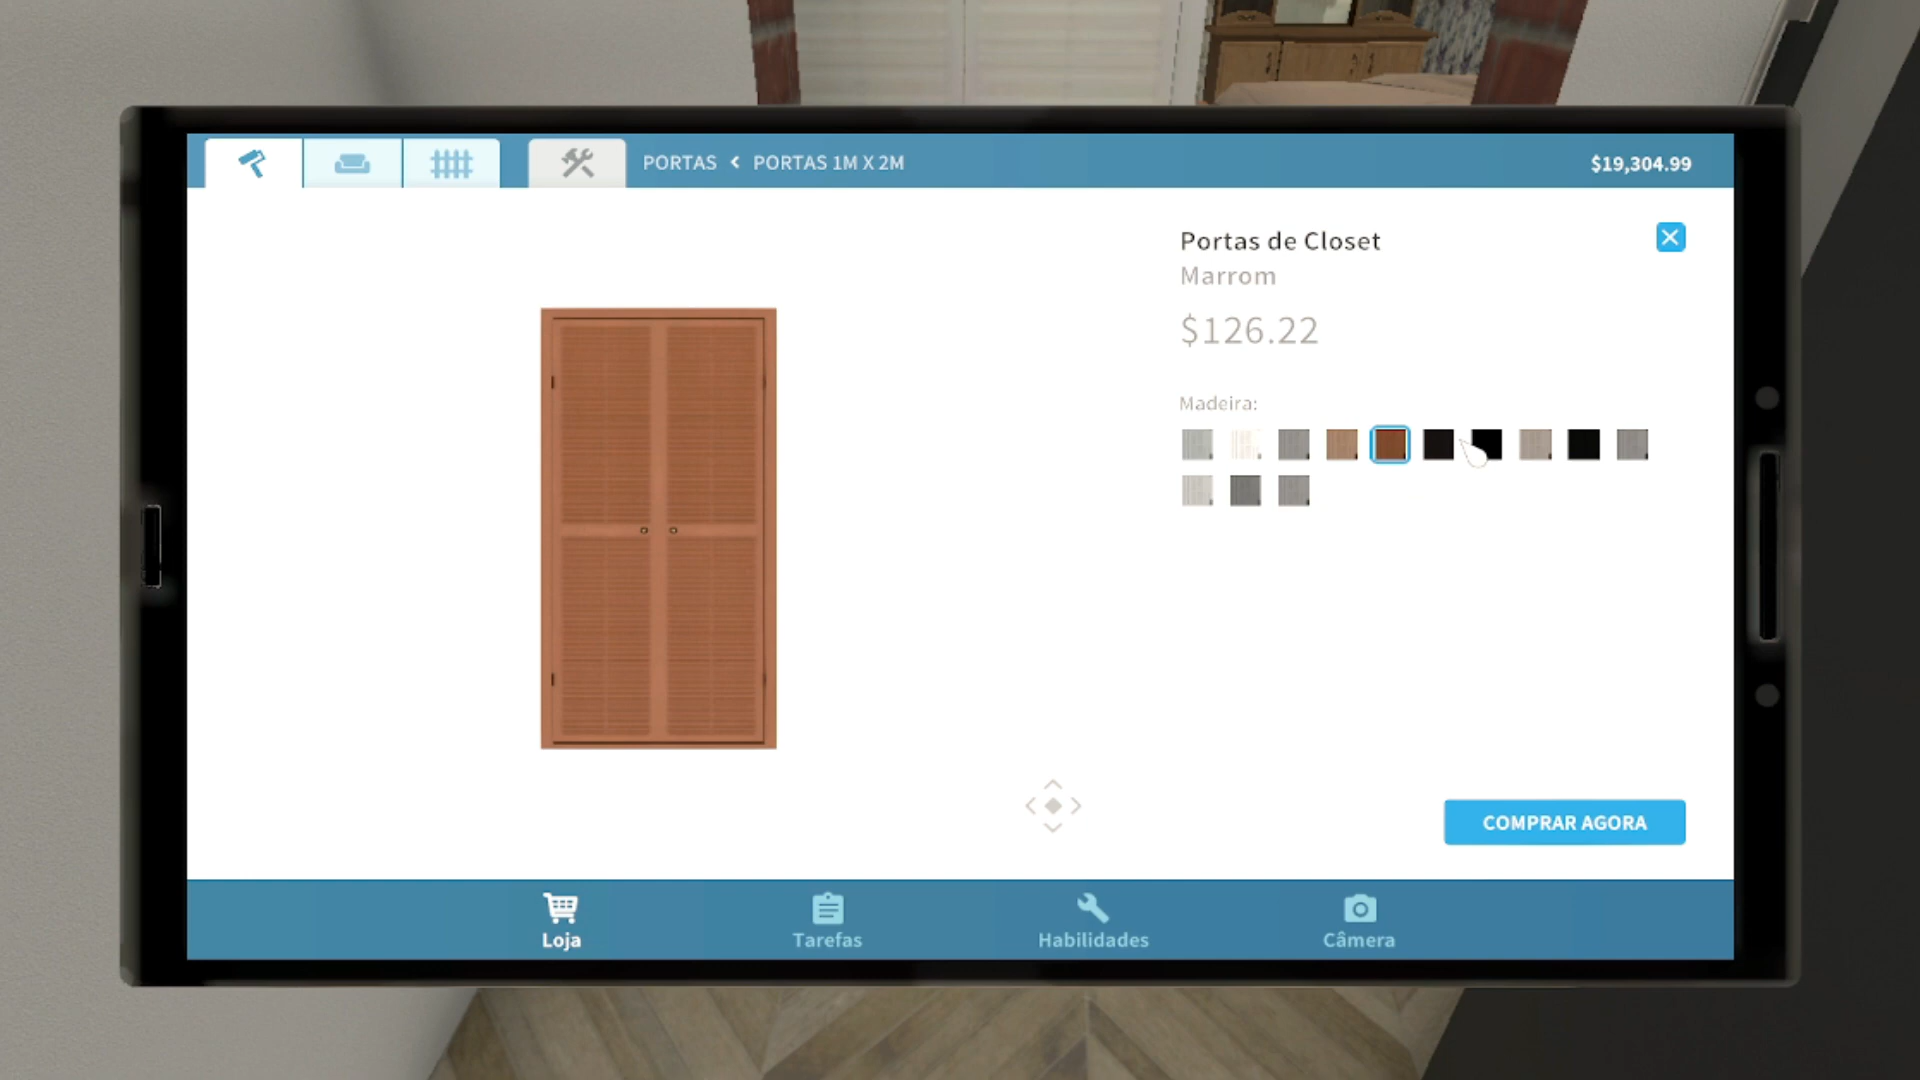 PORTAS < PORTAS 1M X 2M
$19,304.99
Portas de Closet
Marrom
$126.22
Madeira:
COMPRAR AGORA
Loja
Tarefas
Habilidades
Câmera